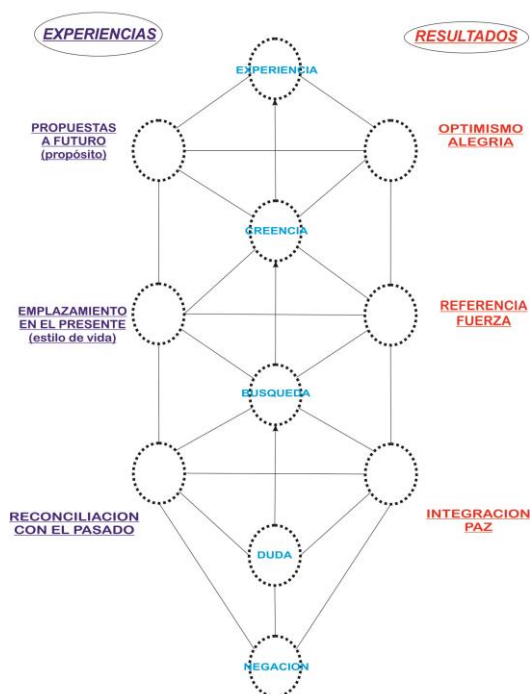 EXPERIENCIAS
RESULTADOS
EXPERIENCIA
PROPUESTAS
A FUTURO
(propósito)
OPTIMISMO
ALEGRIA
CREENCIA
EMPLAZAMIENTO
EN EL PRESENTE
(estilo de vida)
REFERENCIA
FUERZA
BUSQUEDA
RECONCILIACION
CON EL PASADO
INTEGRACION
PAZ
DUDA
NEGACION